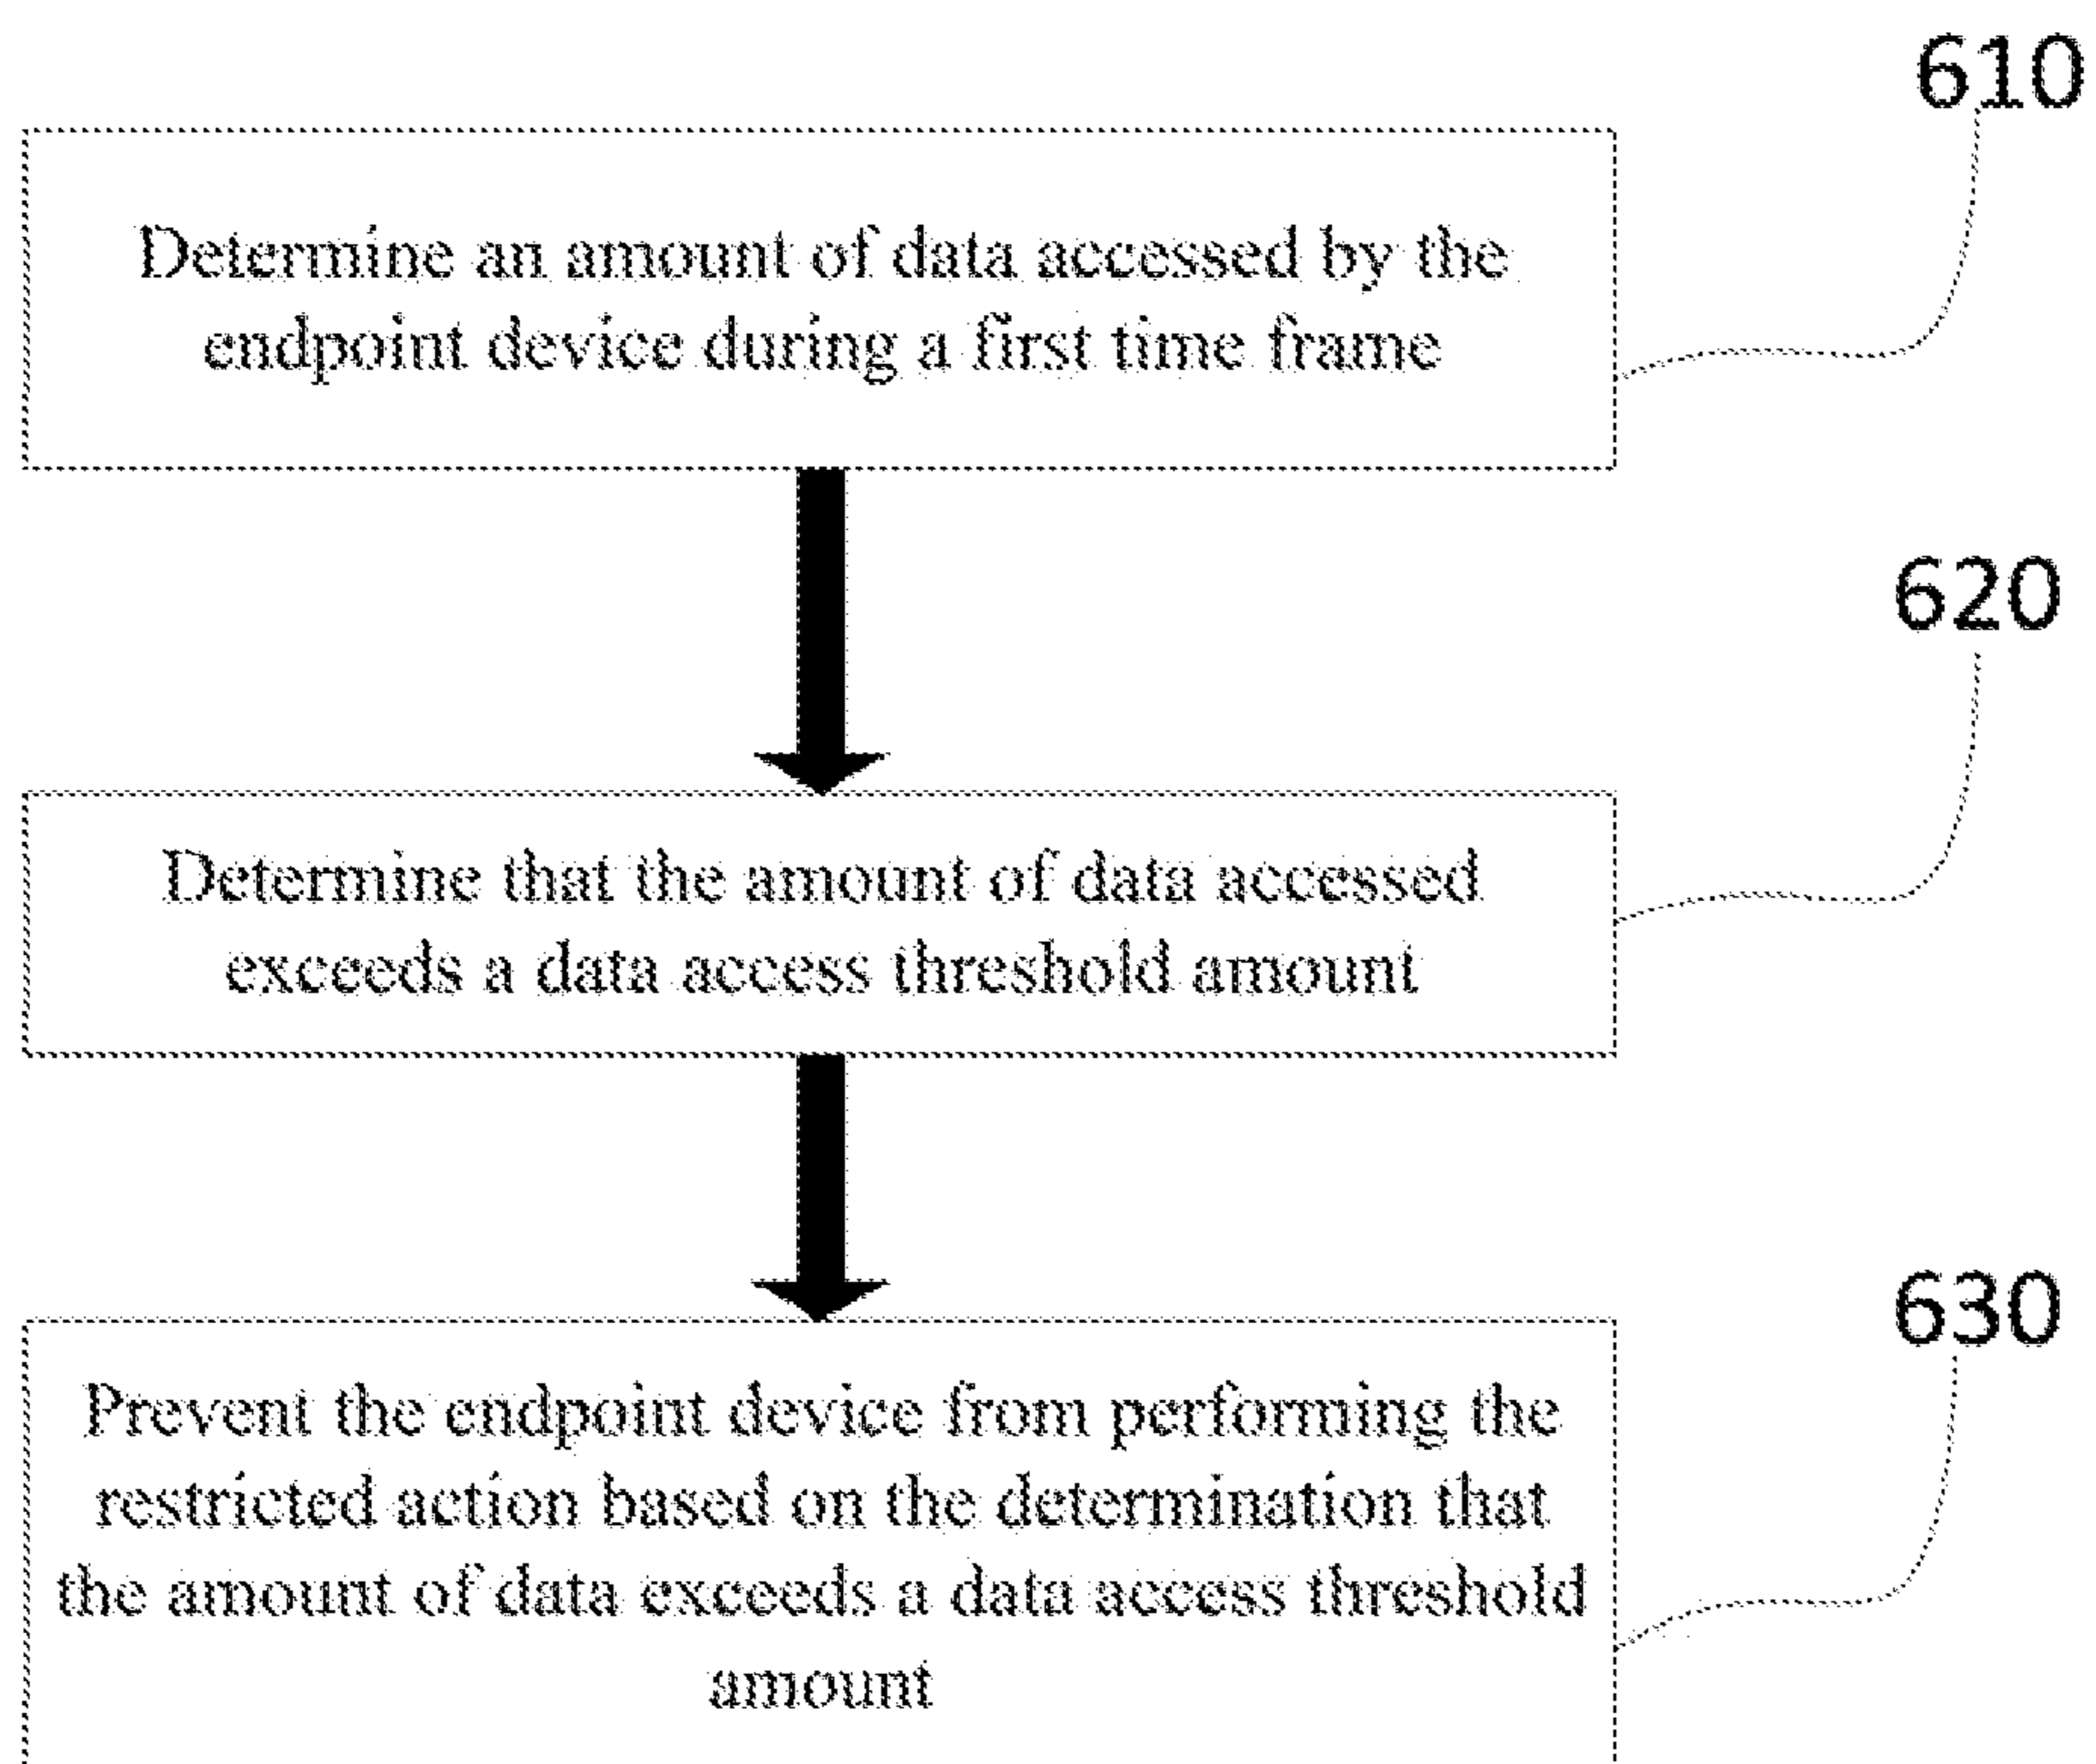 610
Determine an amount of data accessed by the
endpoint device during a first time frame
620
Determine that the amount of data accessed
exceeds a data access threshold amount
630
Prevent the endpoint device from performing the
restricted action based on the determination that
the amount of data exceeds a data access threshold
amount